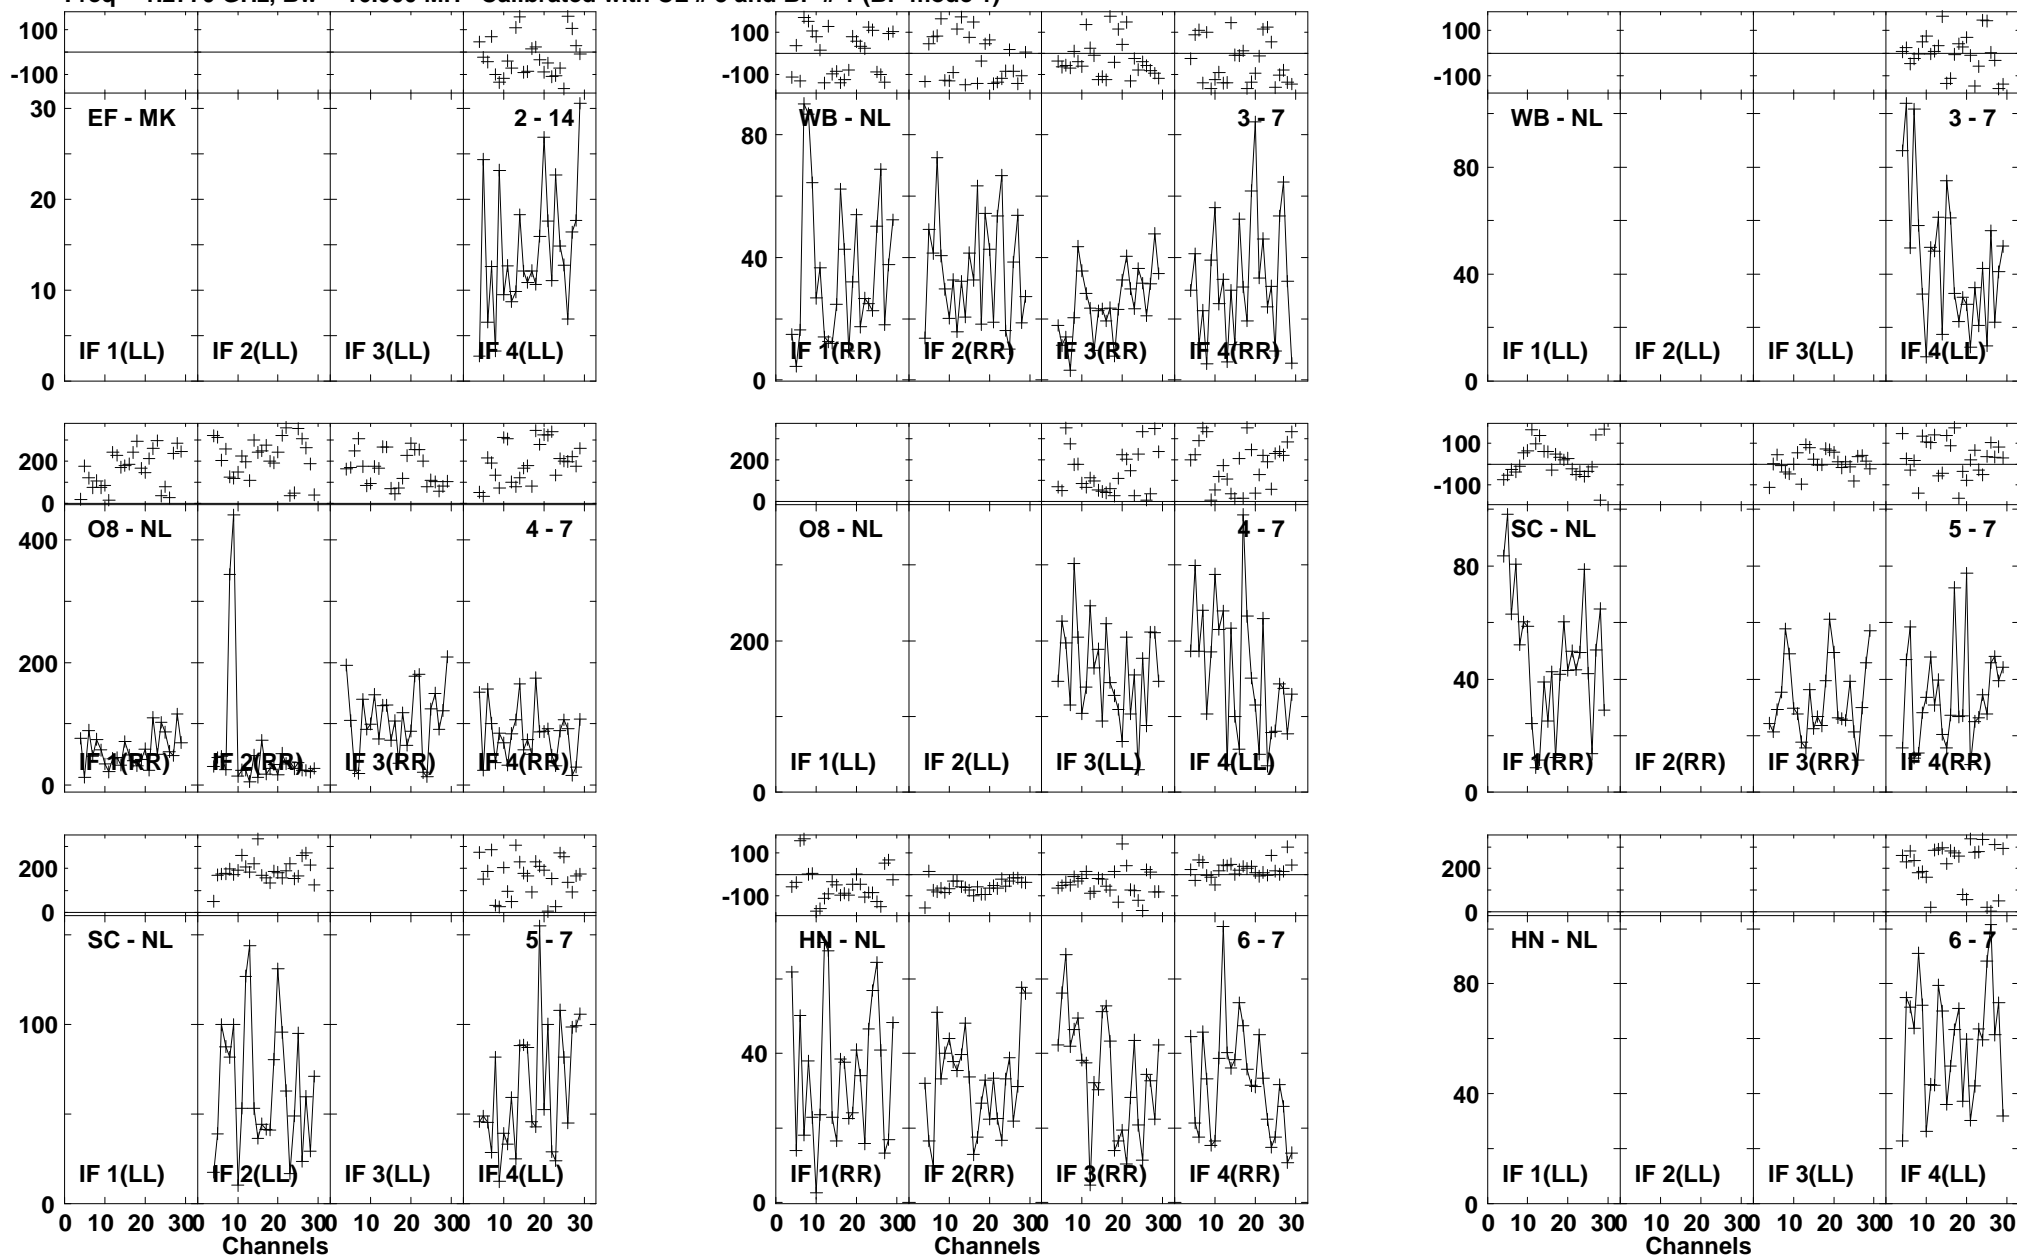 100
-100
EF - MK 2 - 14
30
20
10
0
IF 1(LL) IF 2(LL) IF 3(LL) IF 4(LL)
100
-100
WB - NL 3 - 7
80
40
0
IF 1(RR) IF 2(RR) IF 3(RR) IF 4(RR)
100
-100
WB - NL 3 - 7
80
40
0
IF 1(LL) IF 2(LL) IF 3(LL) IF 4(LL)
200
0
O8 - NL 4 - 7
400
200
0
IF 1(RR) IF 2(RR) IF 3(RR) IF 4(RR)
200
0
O8 - NL 4 - 7
200
0
IF 1(LL) IF 2(LL) IF 3(LL) IF 4(LL)
100
-100
SC - NL 5 - 7
80
40
0
IF 1(RR) IF 2(RR) IF 3(RR) IF 4(RR)
200
0
SC - NL 5 - 7
100
0
IF 1(LL) IF 2(LL) IF 3(LL) IF 4(LL)
0 10 20 30 0 10 20 30 0 10 20 30 0 10 20 30
Channels
100
-100
HN - NL 6 - 7
40
0
IF 1(RR) IF 2(RR) IF 3(RR) IF 4(RR)
0 10 20 30 0 10 20 30 0 10 20 30 0 10 20 30
Channels
200
0
HN - NL 6 - 7
80
40
0
IF 1(LL) IF 2(LL) IF 3(LL) IF 4(LL)
0 10 20 30 0 10 20 30 0 10 20 30 0 10 20 30
Channels